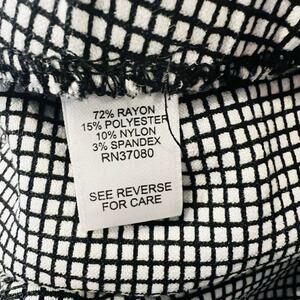 72% RAYON
15% POLYESTER
10% NYLON
3% SPANDEX
RN37080
SEE REVERSE
FOR CARE